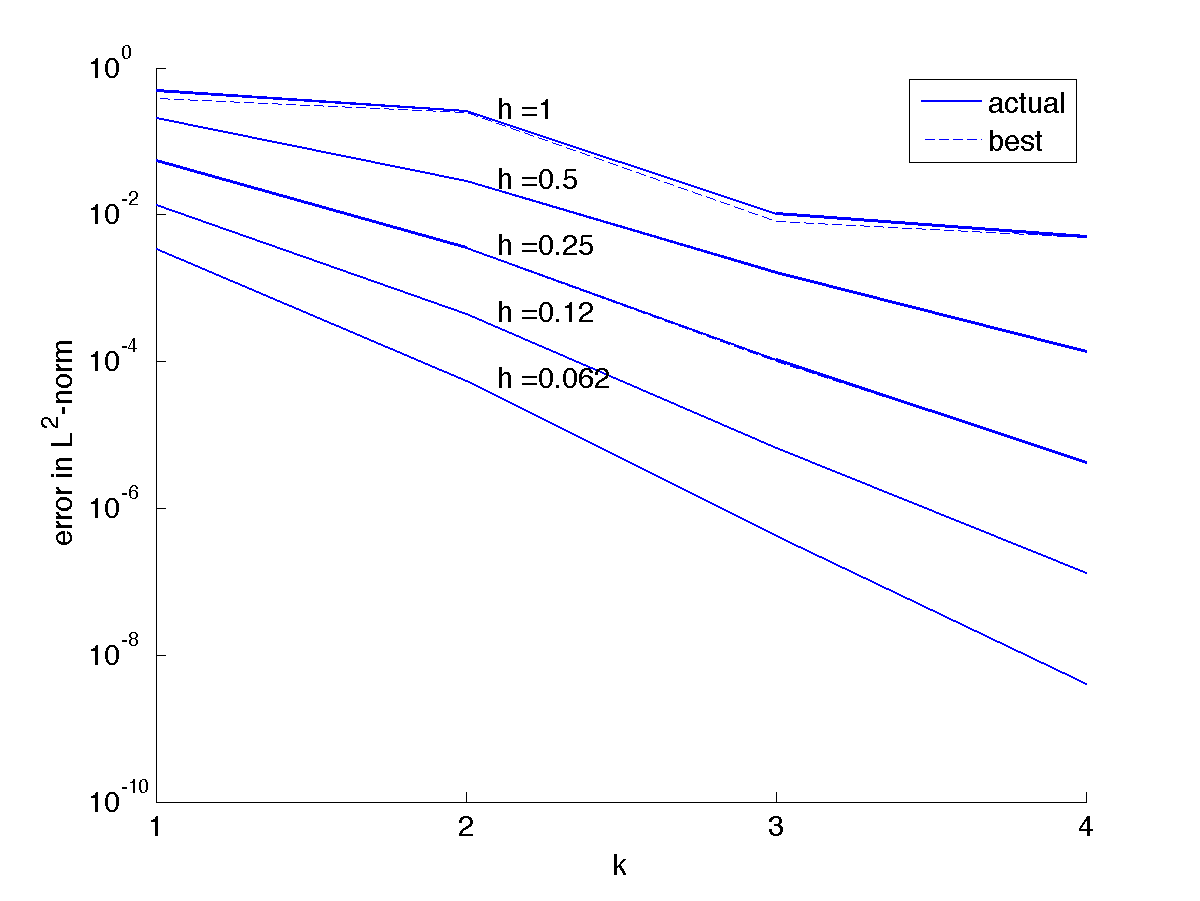 10^0
10^-2
10^-4
10^-6
10^-8
10^-10
error in L^2-norm
1 2 3 4
k
h =1
h =0.5
h =0.25
h =0.12
h =0.062
actual
best